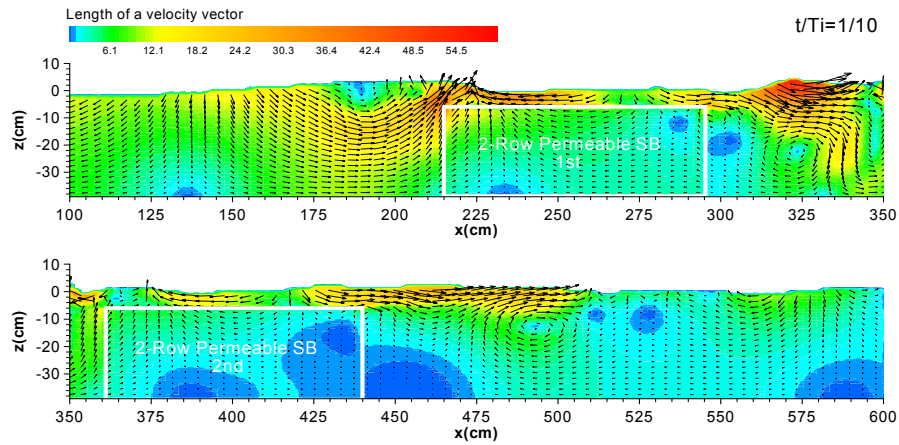 Length of a velocity vector
6.1 12.1 18.2 24.2 30.3 36.4 42.4 48.5 54.5
t/Ti=1/10
10
0
-10
-20
-30
z(cm)
2-Row Permeable SB
1st
100 125 150 175 200 225 250 275 300 325 350
x(cm)
10
0
-10
-20
-30
z(cm)
2-Row Permeable SB
2nd
350 375 400 425 450 475 500 525 550 575 600
x(cm)